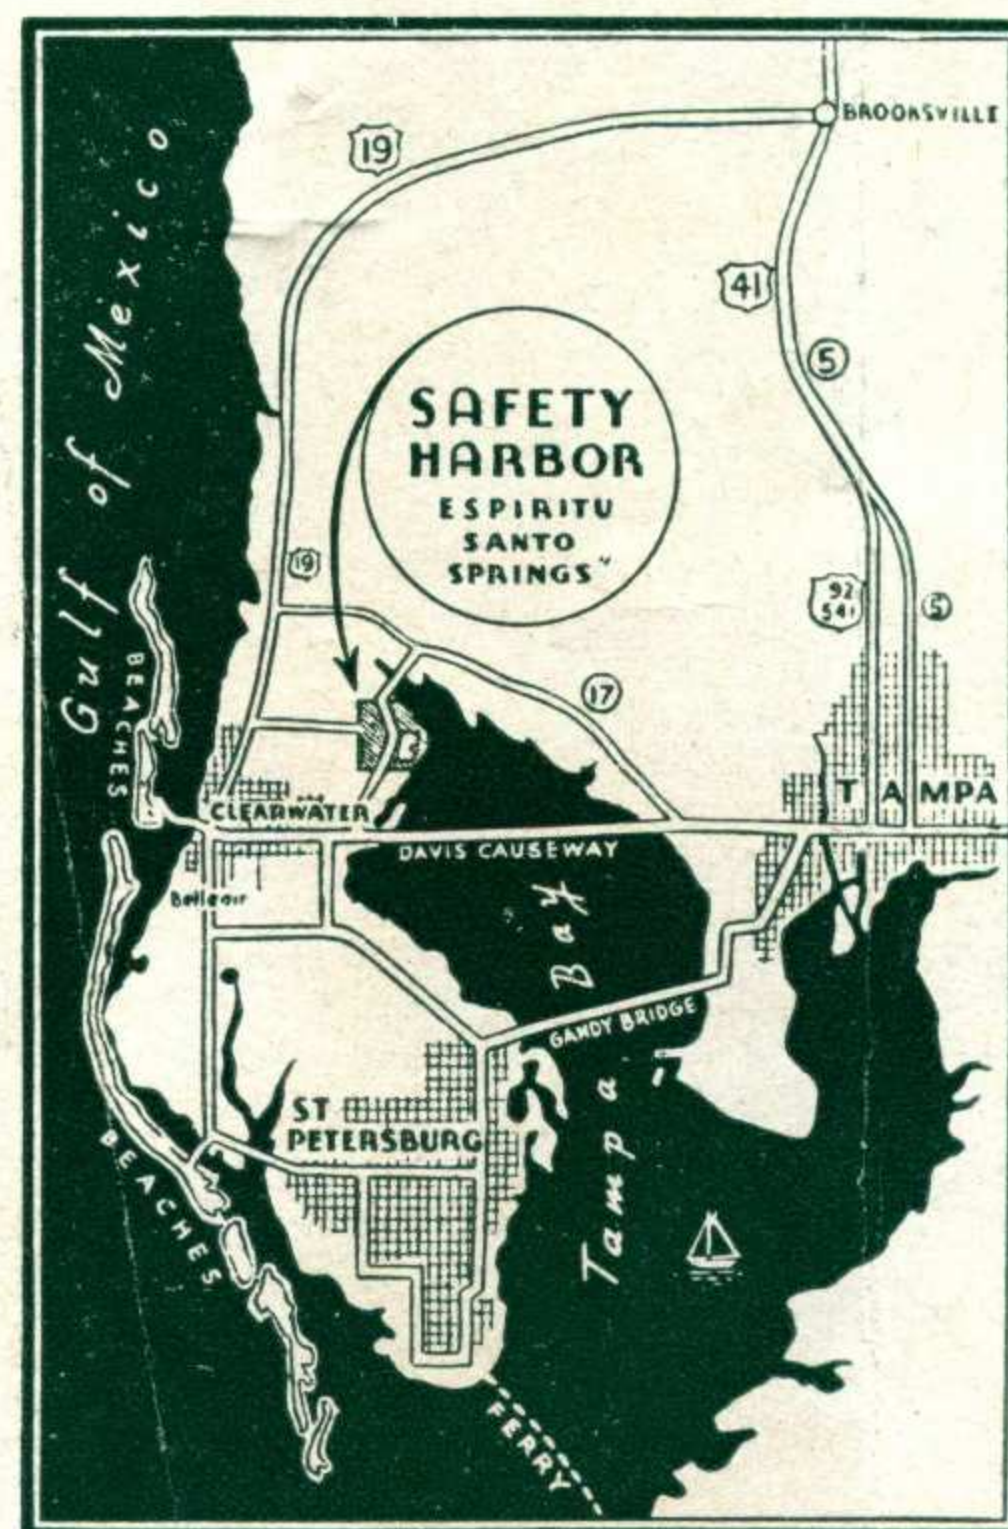 BROOKSVILLE
19
41
5
SAFETY
HARBOR
ESPIRITU
SANTO
SPRINGS"
Gulf of Mexico
19
92
541
5
17
BEACHES
TAMPA
and
CLEARWATER
DAVIS CAUSEWAY
Belleair
GANDY BRIDGE
Tampa Bay
ST
PETERSBURG
BEACHES
FERRY